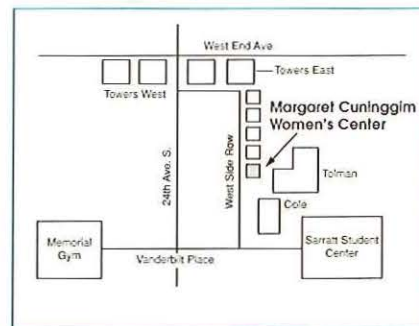 West End Ave
Towers East
Towers West
Margaret Cuninggim
Women's Center
24th Ave. S.
West Side Row
Tolman
Cole
Memorial
Gym
Vanderbilt Place
Sarratt Student
Center